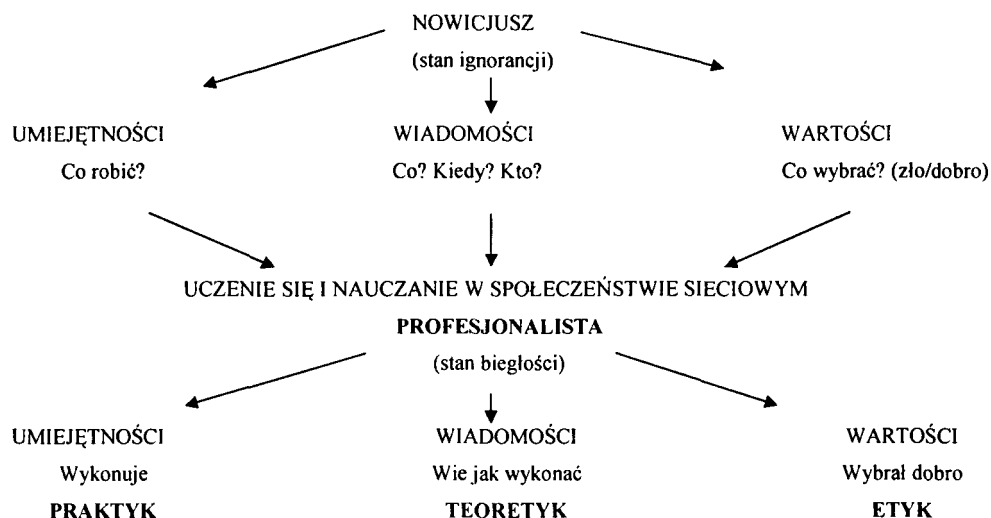 NOWICJUSZ
(stan ignorancji)
UMIEJĘTNOŚCI WIADOMOŚCI WARTOŚCI
Co robić? Co? Kiedy? Kto? Co wybrać? (zło/dobro)
UCZENIE SIĘ I NAUCZANIE W SPOŁECZEŃSTWIE SIECIOWYM
PROFESJONALISTA
(stan biegłości)
UMIEJĘTNOŚCI WIADOMOŚCI WARTOŚCI
Wykonuje Wie jak wykonać Wybrał dobro
PRAKTYK TEORETYK ETYK